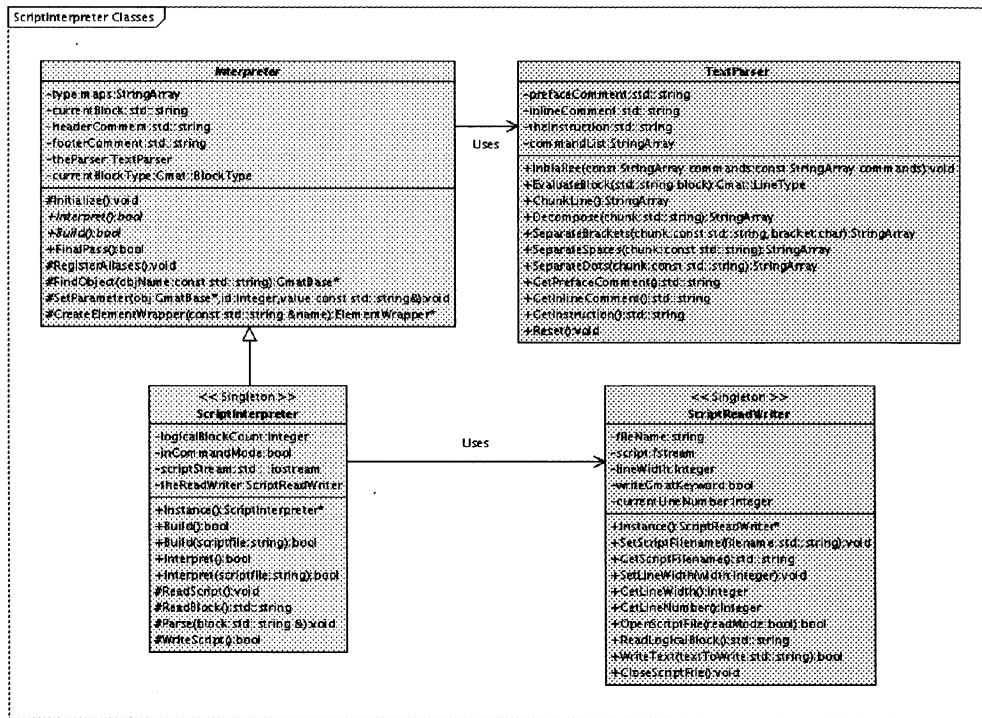 ScriptInterpreter Classes
Interpreter
-type maps:StringArray
-currentBlock:std::string
-headerComment:std::string
-footerComment:std::string
-theParser:TextParser
-currentBlockType:Gmat::BlockType
#Initialize():void
+Interpret():bool
+Build():bool
+FinalPass():bool
#RegisterAliases():void
#FindObject(objName:const std::string):GmatBase*
#SetParameter(obj:GmatBase*,id:Integer,value:const std::string&):void
#CreateElementWrapper(const std::string &name):ElementWrapper*
Uses
TextParser
-prefaceComment:std::string
-inlineComment:std::string
-theInstruction:std::string
-commandList:StringArray
+Initialize(const StringArray commands:const StringArray commands):void
+EvaluateBlock(std::string block):Gmat::LineType
+ChunkLine():StringArray
+Decompose(chunk:std::string):StringArray
+SeparateBrackets(chunk:const std::string, bracket:char):StringArray
+SeparateSpaces(chunk:const std::string):StringArray
+SeparateDots(chunk:const std::string):StringArray
+GetPrefaceComment():std::string
+GetInlineComment():std::string
+GetInstruction():std::string
+Reset():void
<< Singleton >>
ScriptInterpreter
-logicalBlockCount:Integer
-inCommandMode:bool
-scriptStream:std::iostream
-theReadWriter:ScriptReadWriter
+Instance():ScriptInterpreter*
+Build():bool
+Build(scriptfile:string):bool
+Interpret():bool
+Interpret(scriptfile:string):bool
#ReadScript():void
#ReadBlock():std::string
#Parse(block:std::string &):void
#WriteScript():bool
Uses
<< Singleton >>
ScriptReadWriter
-fileName:string
-script:fstream
-lineWidth:Integer
-writeGmatKeyword:bool
-currentLineNumber:Integer
+Instance():ScriptReadWriter*
+SetScriptFilename(filename:std::string):void
+GetScriptFilename():std::string
+SetLineWidth(width:Integer):void
+GetLineWidth():Integer
+GetLineNumber():Integer
+OpenScriptFile(readMode:bool):bool
+ReadLogicalBlock():std::string
+WriteText(textToWrite:std::string):bool
+CloseScriptFile():void